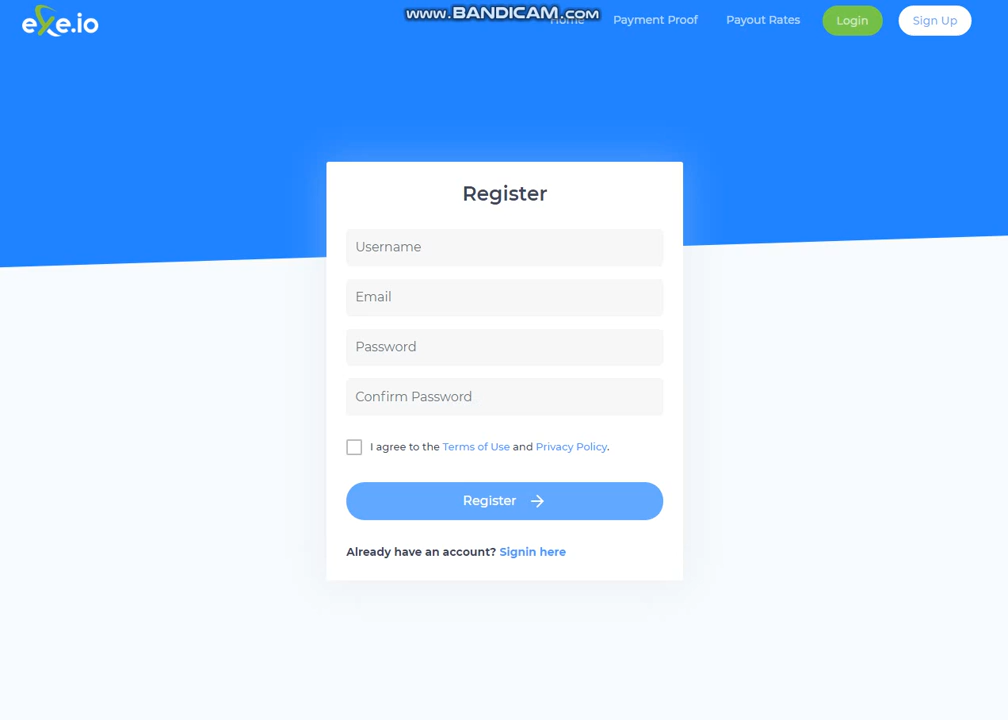 eXe.io
www.BANDICAM.com
Home
Payment Proof
Payout Rates
Login
Sign Up
Register
Username
Email
Password
Confirm Password
I agree to the Terms of Use and Privacy Policy.
Register
Already have an account? Signin here